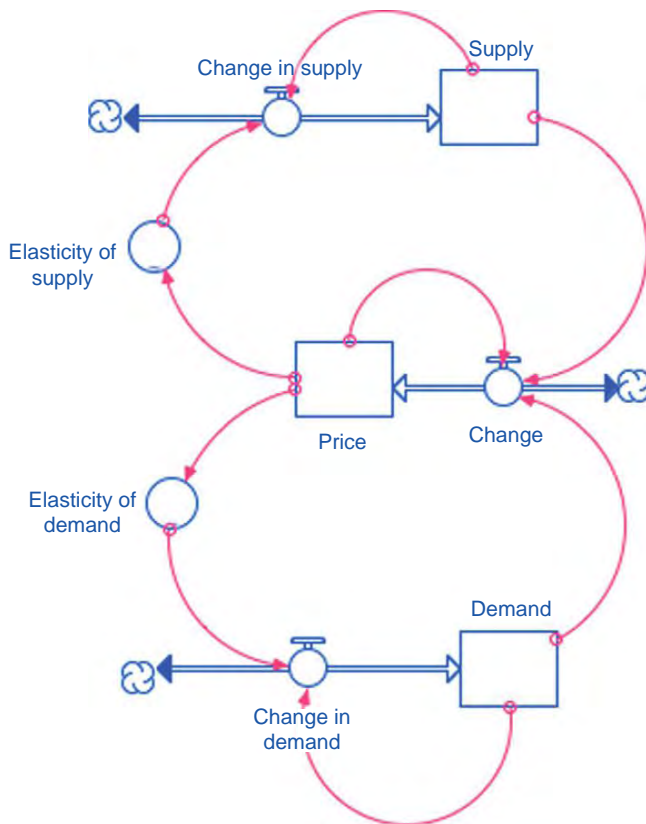 Supply
Change in supply
Elasticity of
supply
Price
Change
Elasticity of
demand
Demand
Change in
demand